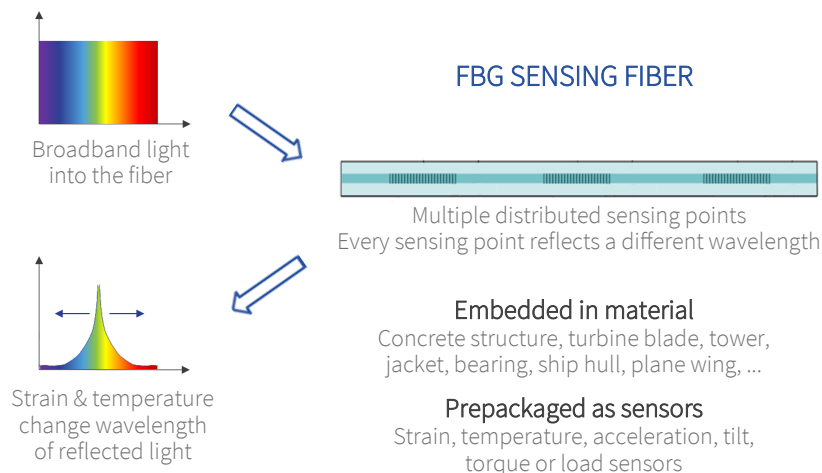 FBG SENSING FIBER
Broadband light
into the fiber
Multiple distributed sensing points
Every sensing point reflects a different wavelength
Embedded in material
Concrete structure, turbine blade, tower,
jacket, bearing, ship hull, plane wing, ...
Strain & temperature
change wavelength
of reflected light
Prepackaged as sensors
Strain, temperature, acceleration, tilt,
torque or load sensors